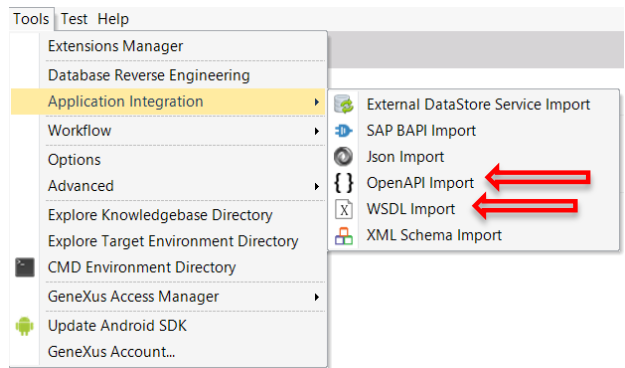 Tools Test Help
Extensions Manager
Database Reverse Engineering
Application Integration
Workflow
Options
Advanced
Explore Knowledgebase Directory
Explore Target Environment Directory
CMD Environment Directory
GeneXus Access Manager
Update Android SDK
GeneXus Account...
External DataStore Service Import
SAP BAPI Import
Json Import
{ } OpenAPI Import
X WSDL Import
XML Schema Import